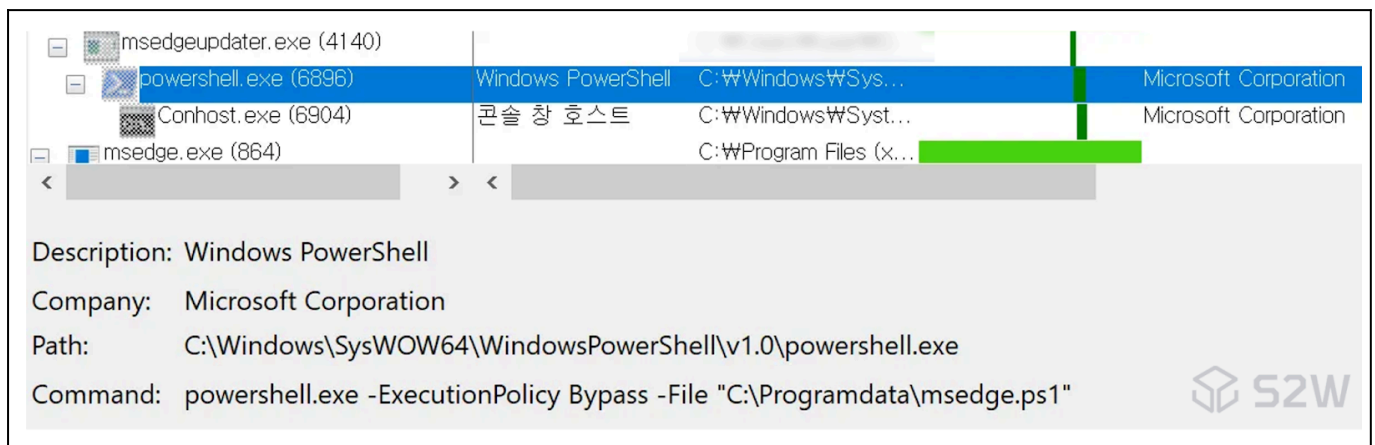 msedgeupdater.exe (4140)
powershell.exe (6896) Windows PowerShell C:₩Windows₩Sys... Microsoft Corporation
Conhost.exe (6904) 콘솔 창 호스트 C:₩Windows₩Syst... Microsoft Corporation
msedge.exe (864) C:₩Program Files (x...
Description: Windows PowerShell
Company: Microsoft Corporation
Path: C:\Windows\SysWOW64\WindowsPowerShell\v1.0\powershell.exe
Command: powershell.exe -ExecutionPolicy Bypass -File "C:\Programdata\msedge.ps1"
S2W